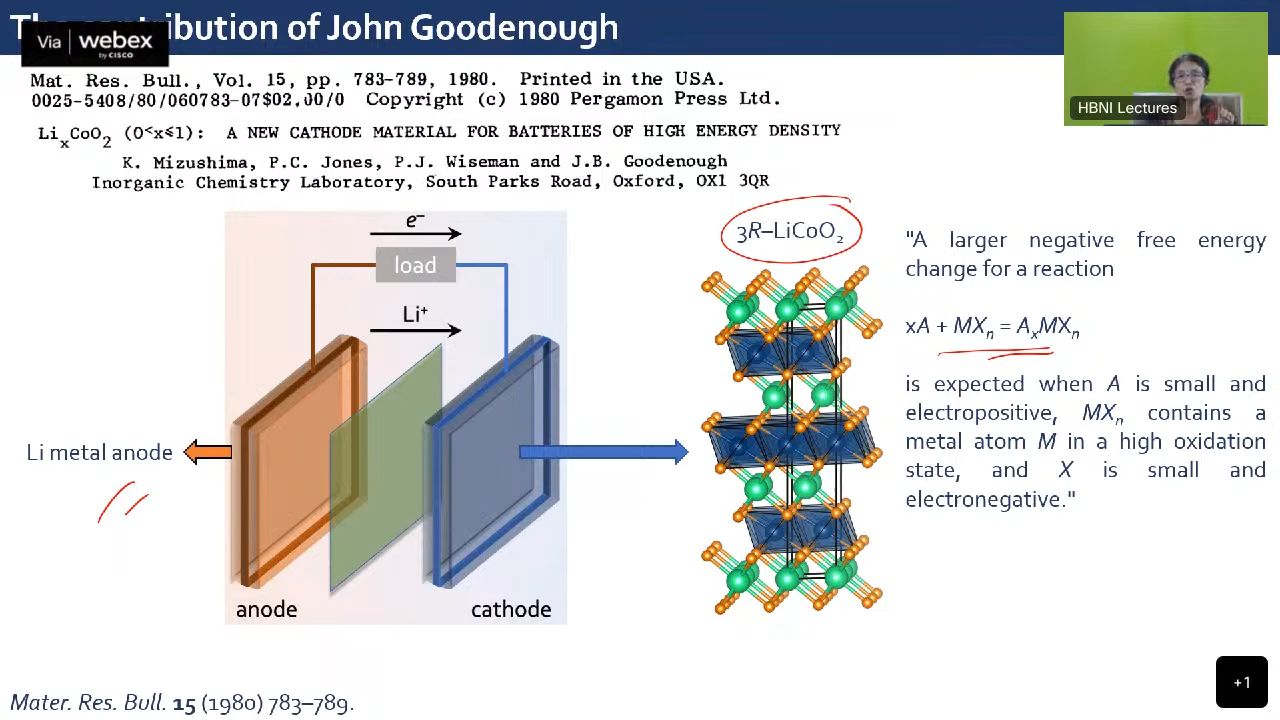 The contribution of John Goodenough
Via webex
by CISCO
HBNI Lectures
Mat. Res. Bull., Vol. 15, pp. 783-789, 1980. Printed in the USA.
0025-5408/80/060783-07$02.00/0 Copyright (c) 1980 Pergamon Press Ltd.
LiₓCoO₂ (0<x≤1): A NEW CATHODE MATERIAL FOR BATTERIES OF HIGH ENERGY DENSITY
K. Mizushima, P.C. Jones, P.J. Wiseman and J.B. Goodenough
Inorganic Chemistry Laboratory, South Parks Road, Oxford, OX1 3QR
e⁻
load
Li⁺
Li metal anode
anode
cathode
3R–LiCoO₂
"A larger negative free energy
change for a reaction
xA + MXₙ = AₓMXₙ
is expected when A is small and
electropositive, MXₙ contains a
metal atom M in a high oxidation
state, and X is small and
electronegative."
Mater. Res. Bull. 15 (1980) 783–789.
+1